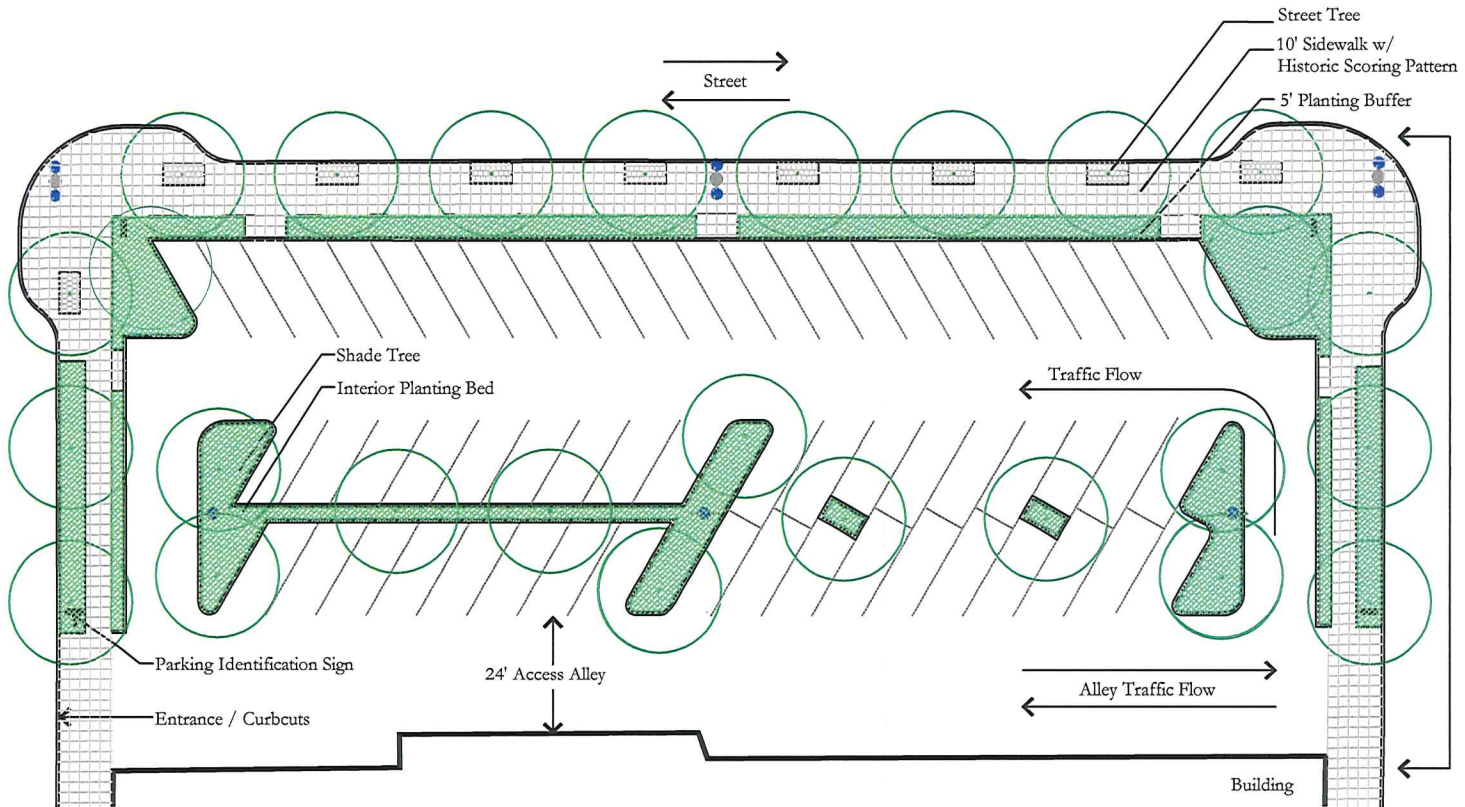 Street Tree
10' Sidewalk w/
Historic Scoring Pattern
Street
5' Planting Buffer
Shade Tree
Traffic Flow
Interior Planting Bed
Parking Identification Sign
24' Access Alley
Alley Traffic Flow
Entrance / Curbcuts
Building